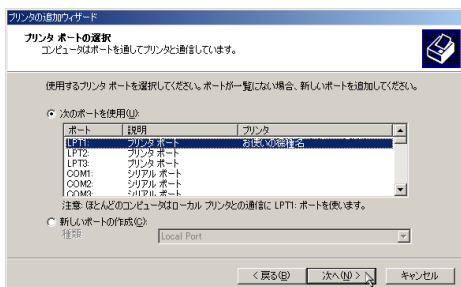 プリンタの追加ウィザード
プリンタ ポートの選択
コンピュータはポートを通してプリンタと通信しています。
使用するプリンタ ポートを選択してください。ポートが一覧にない場合、新しいポートを追加してください。
次のポートを使用(U):
ポート 説明 プリンタ
LPT1: プリンタ ポート お使いの機種名
LPT2: プリンタ ポート
LPT3: プリンタ ポート
COM1: シリアル ポート
COM2: シリアル ポート
COM3: シリアル ポート
注意: ほとんどのコンピュータはローカル プリンタとの通信に LPT1: ポートを使います。
新しいポートの作成(C):
種類: Local Port
< 戻る(B) 次へ(N) > キャンセル